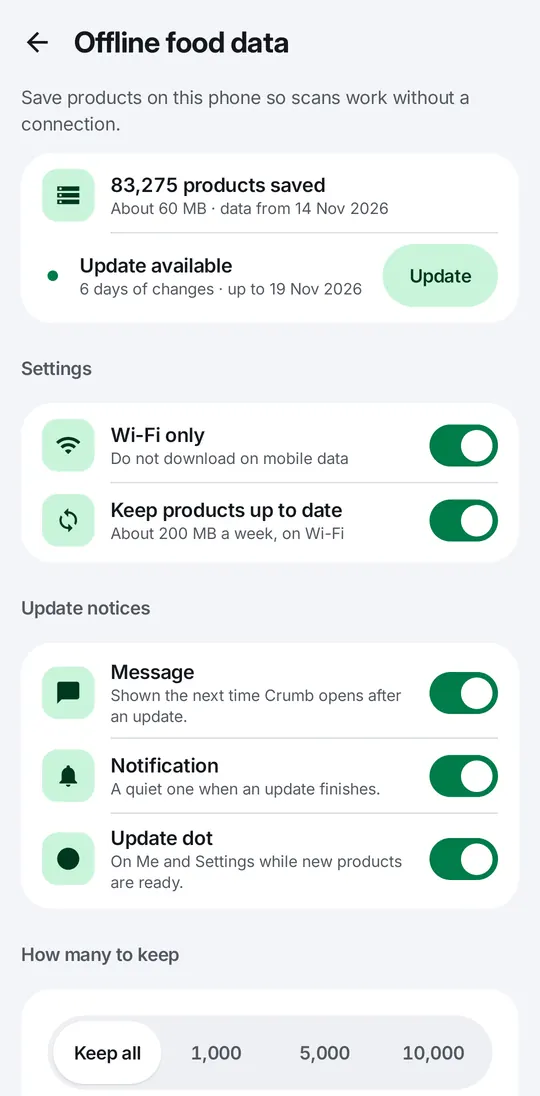 Offline food data
Save products on this phone so scans work without a
connection.
83,275 products saved
About 60 MB · data from 14 Nov 2026
Update available
6 days of changes · up to 19 Nov 2026
Update
Settings
Wi-Fi only
Do not download on mobile data
Keep products up to date
About 200 MB a week, on Wi-Fi
Update notices
Message
Shown the next time Crumb opens after
an update.
Notification
A quiet one when an update finishes.
Update dot
On Me and Settings while new products
are ready.
How many to keep
Keep all 1,000 5,000 10,000